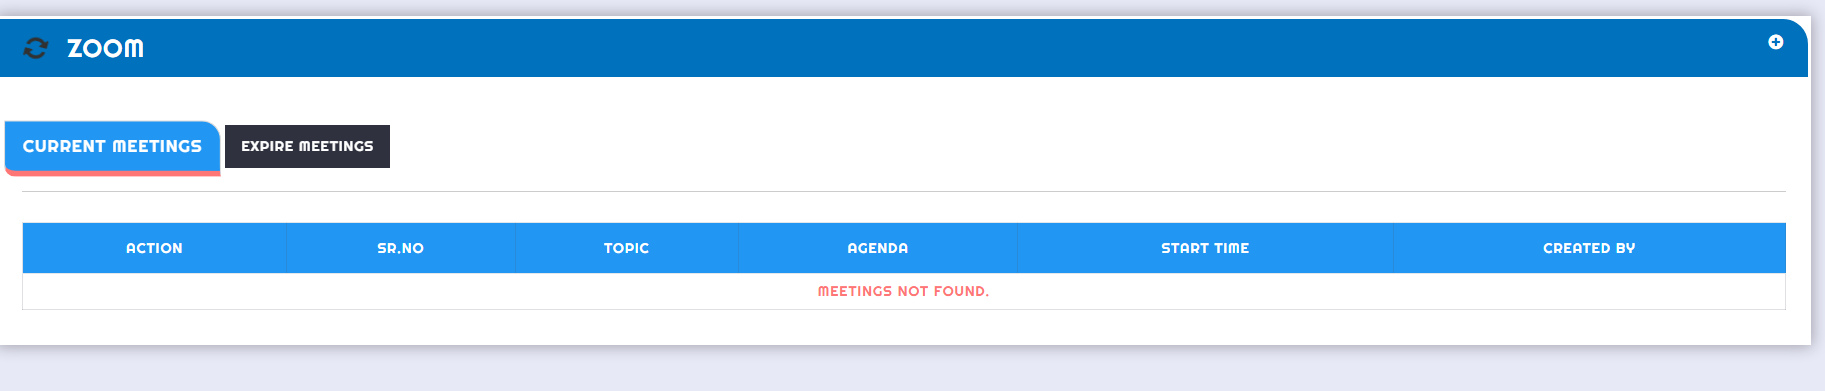 ZOOM
CURRENT MEETINGS EXPIRE MEETINGS
ACTION SR.NO TOPIC AGENDA START TIME CREATED BY
MEETINGS NOT FOUND.